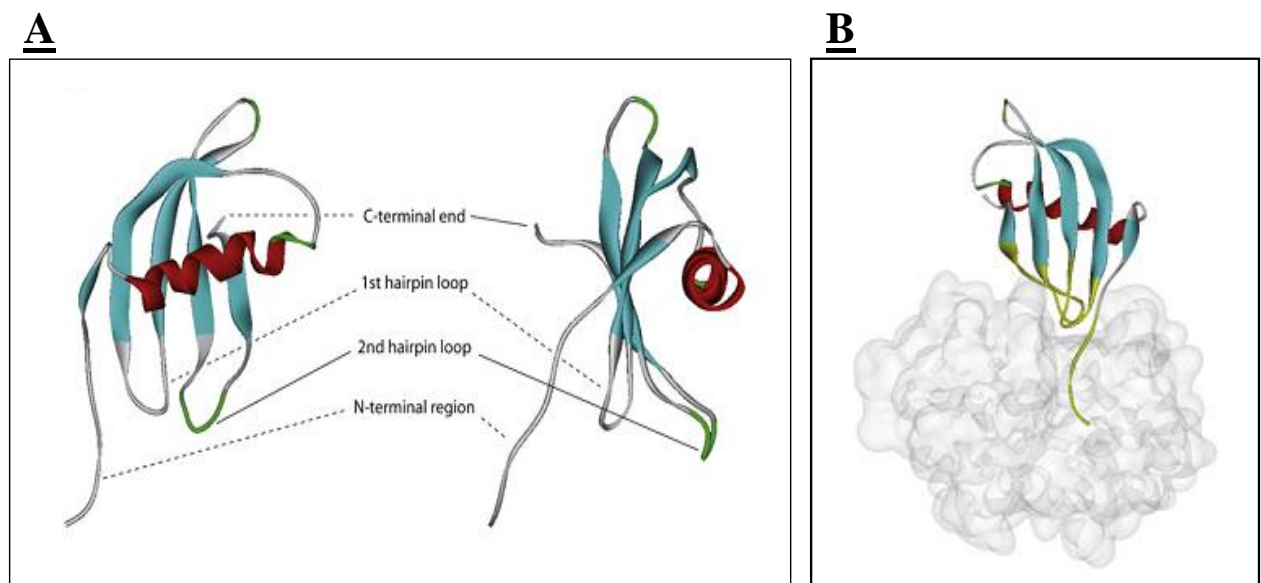 A
B
C-terminal end
1st hairpin loop
2nd hairpin loop
N-terminal region